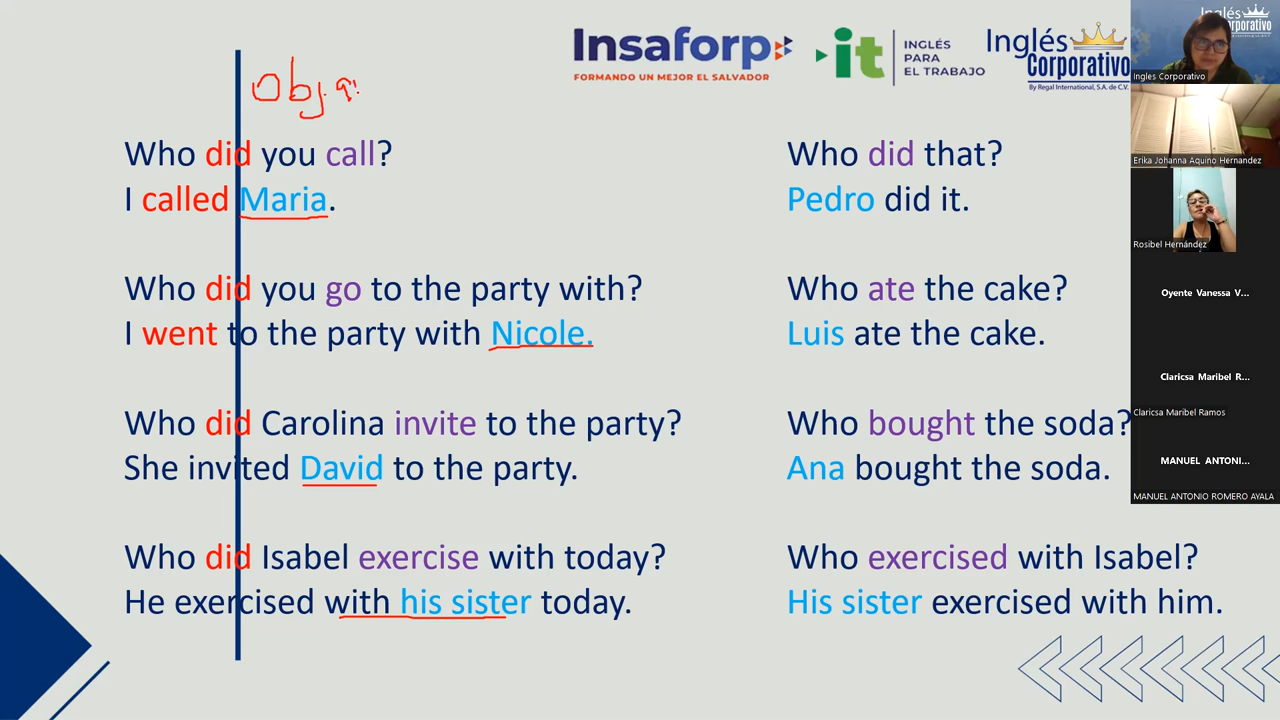 Insaforp
FORMANDO UN MEJOR EL SALVADOR
it
INGLÉS
PARA
EL TRABAJO
Inglés
Corporativo
By Regal International, S.A. de C.V.
Obj. q:
Who did you call?
I called Maria.
Who did you go to the party with?
I went to the party with Nicole.
Who did Carolina invite to the party?
She invited David to the party.
Who did Isabel exercise with today?
He exercised with his sister today.
Who did that?
Pedro did it.
Who ate the cake?
Luis ate the cake.
Who bought the soda?
Ana bought the soda.
Who exercised with Isabel?
His sister exercised with him.
Inglés
Corporativo
Ingles Corporativo
Erika Johanna Aquino Hernandez
Rosibel Hernández
Oyente Vanessa V...
Claricsa Maribel R...
Claricsa Maribel Ramos
MANUEL ANTONI...
MANUEL ANTONIO ROMERO AYALA